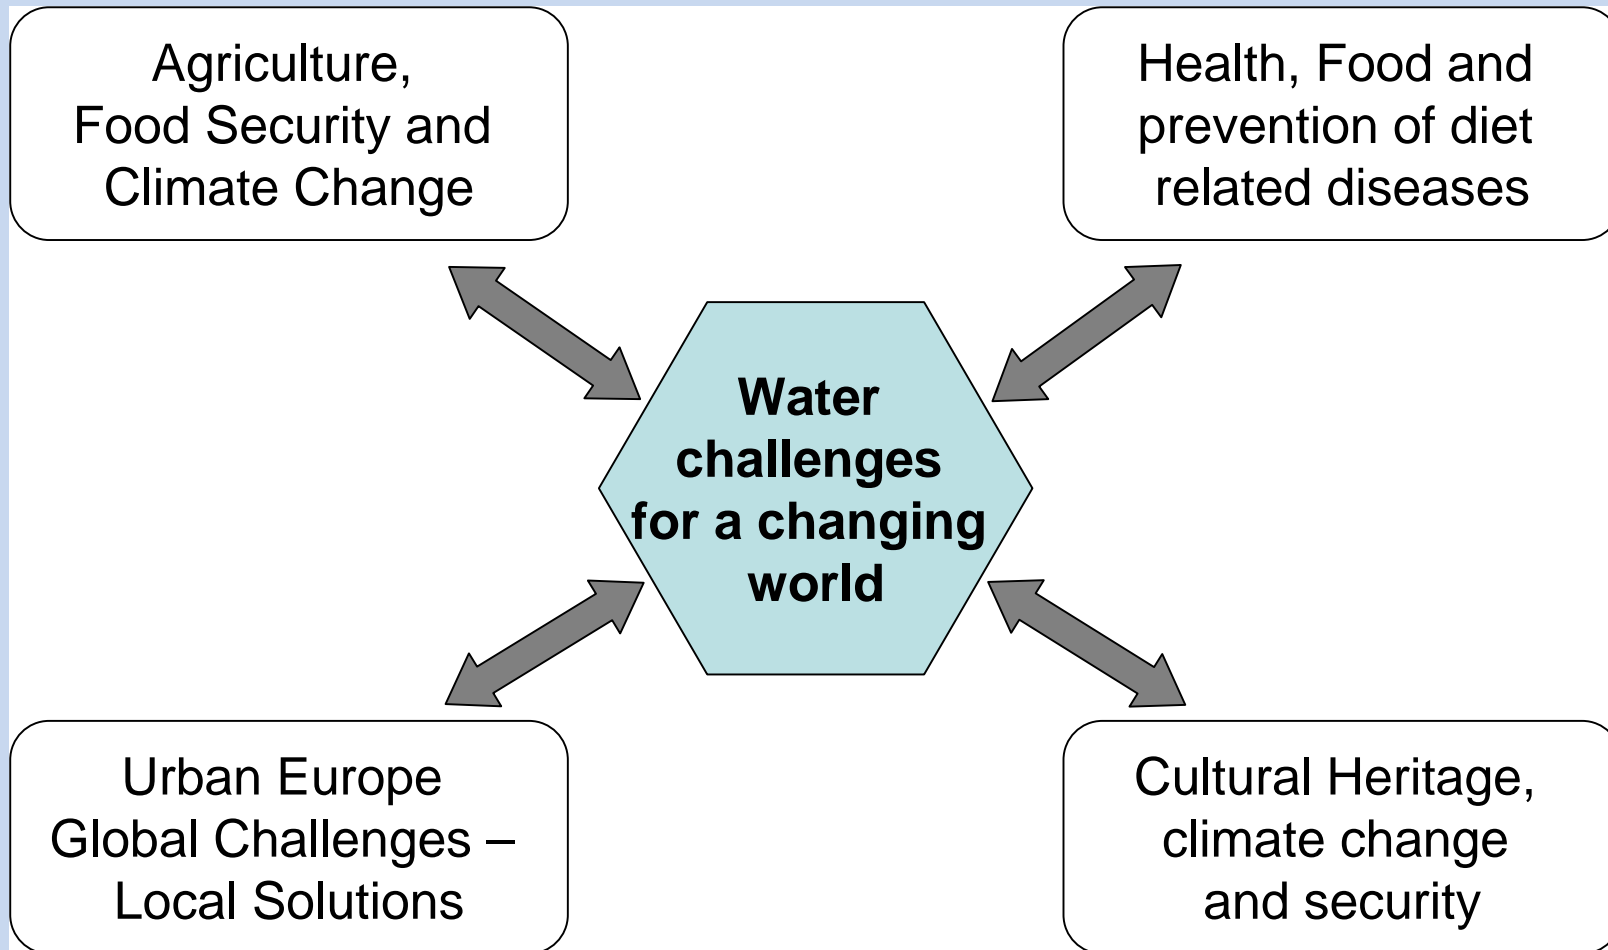 Agriculture,
Food Security and
Climate Change
Health, Food and
prevention of diet
related diseases
Water
challenges
for a changing
world
Urban Europe
Global Challenges –
Local Solutions
Cultural Heritage,
climate change
and security